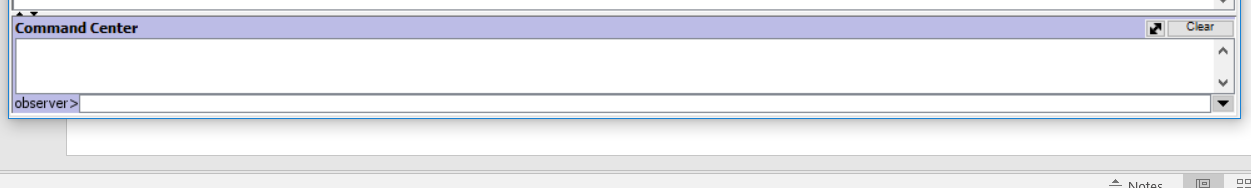 Command Center
Clear
observer>
Notes